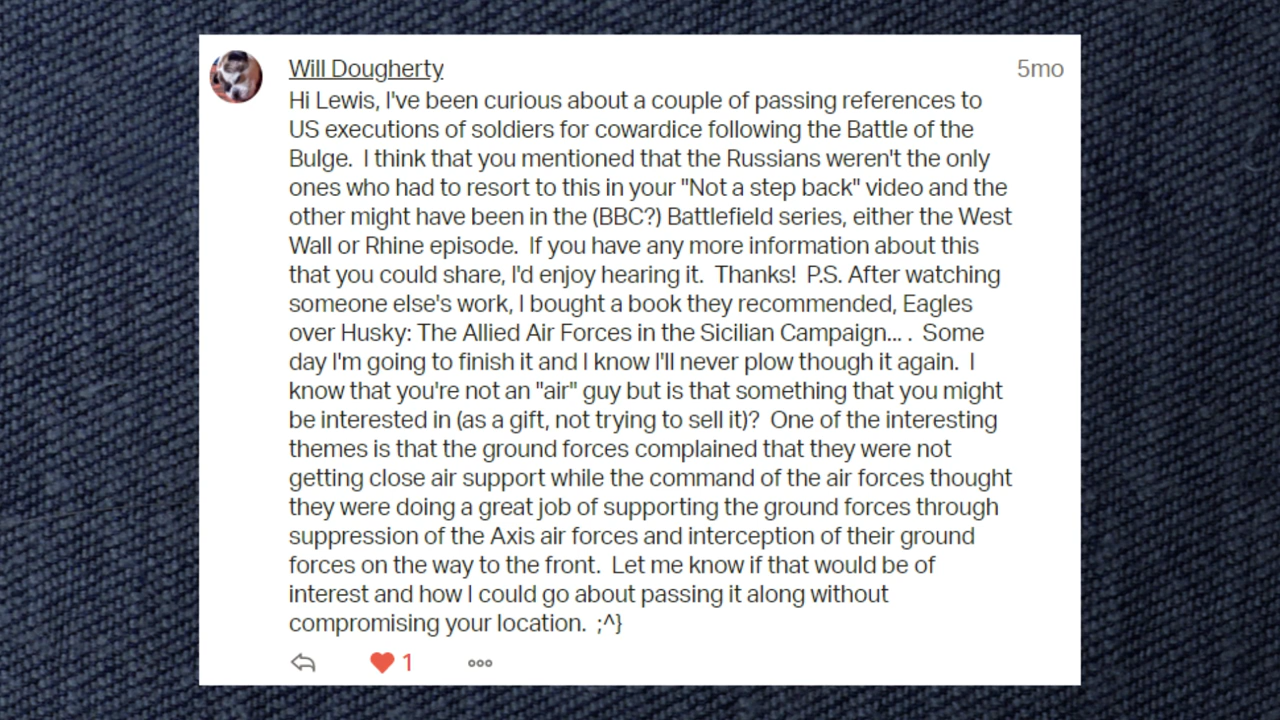 Will Dougherty
5mo
Hi Lewis, I've been curious about a couple of passing references to
US executions of soldiers for cowardice following the Battle of the
Bulge. I think that you mentioned that the Russians weren't the only
ones who had to resort to this in your "Not a step back" video and the
other might have been in the (BBC?) Battlefield series, either the West
Wall or Rhine episode. If you have any more information about this
that you could share, I'd enjoy hearing it. Thanks! P.S. After watching
someone else's work, I bought a book they recommended, Eagles
over Husky: The Allied Air Forces in the Sicilian Campaign... . Some
day I'm going to finish it and I know I'll never plow though it again. I
know that you're not an "air" guy but is that something that you might
be interested in (as a gift, not trying to sell it)? One of the interesting
themes is that the ground forces complained that they were not
getting close air support while the command of the air forces thought
they were doing a great job of supporting the ground forces through
suppression of the Axis air forces and interception of their ground
forces on the way to the front. Let me know if that would be of
interest and how I could go about passing it along without
compromising your location. ;^}
1